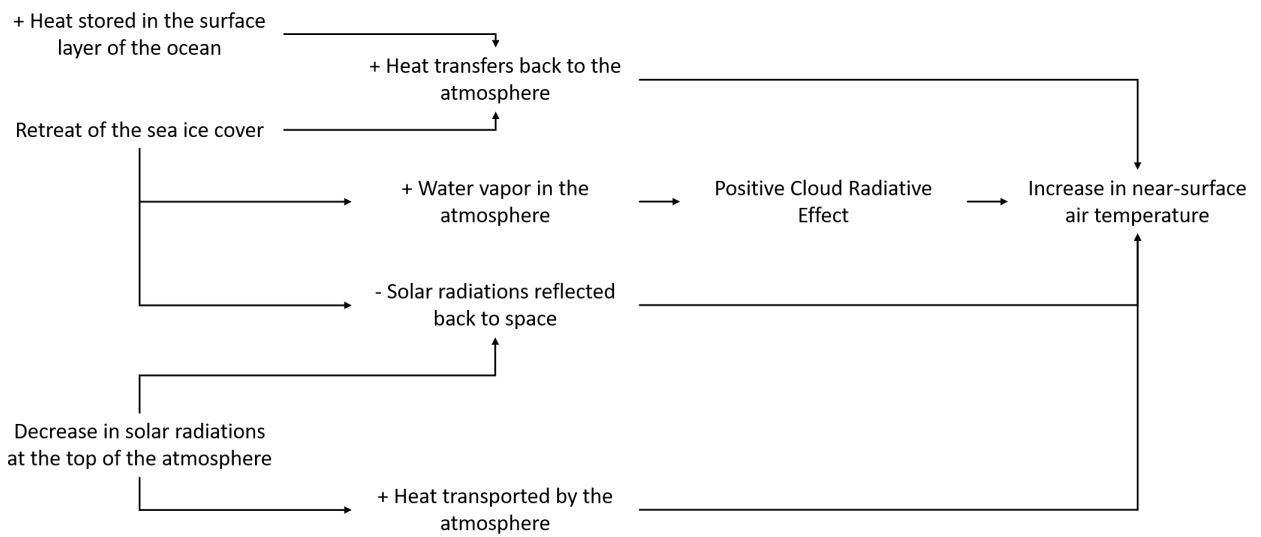 + Heat stored in the surface
layer of the ocean
+ Heat transfers back to the
atmosphere
Retreat of the sea ice cover
+ Water vapor in the
atmosphere
Positive Cloud Radiative
Effect
Increase in near-surface
air temperature
- Solar radiations reflected
back to space
Decrease in solar radiations
at the top of the atmosphere
+ Heat transported by the
atmosphere